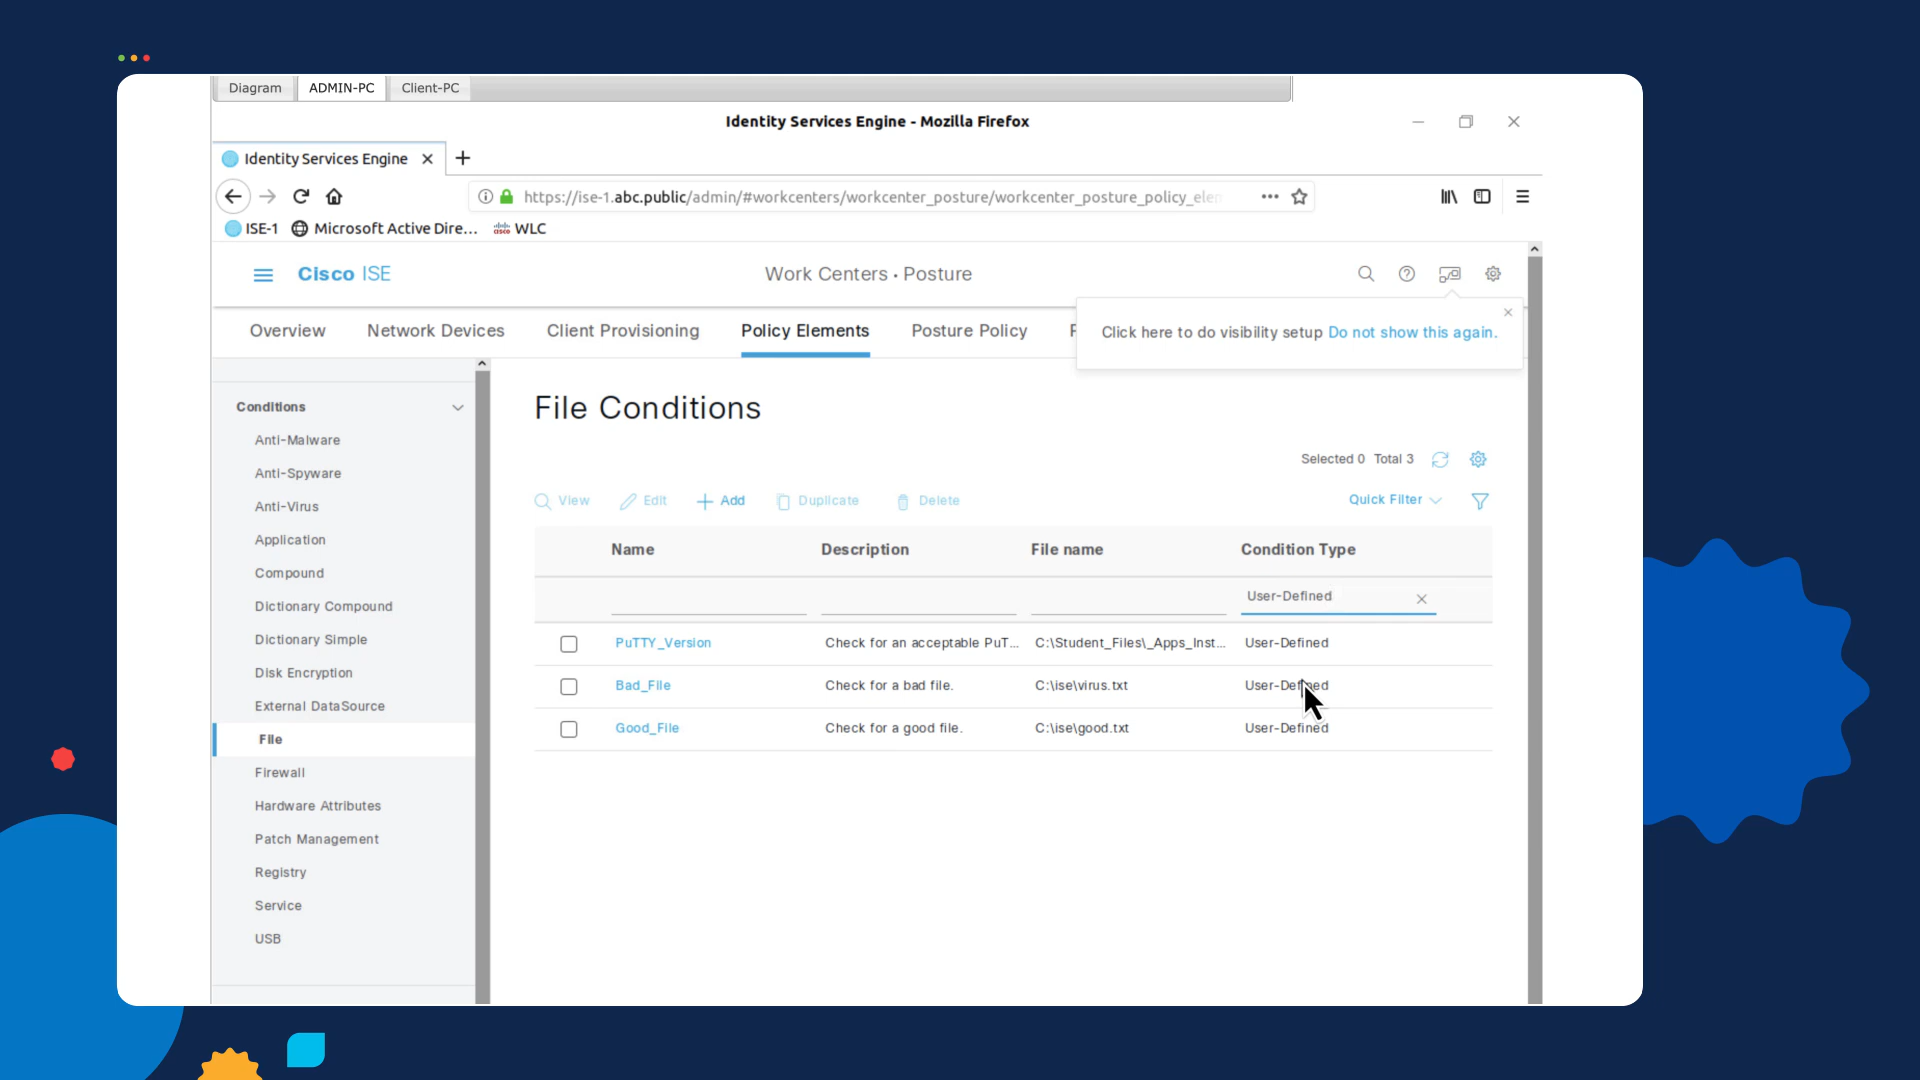 Diagram ADMIN-PC Client-PC
Identity Services Engine - Mozilla Firefox
Identity Services Engine
https://ise-1.abc.public/admin/#workcenters/workcenter_posture/workcenter_posture_policy_ele
ISE-1 Microsoft Active Dire... WLC
Cisco ISE
Work Centers · Posture
Overview Network Devices Client Provisioning Policy Elements Posture Policy
Click here to do visibility setup Do not show this again.
Conditions
Anti-Malware
Anti-Spyware
Anti-Virus
Application
Compound
Dictionary Compound
Dictionary Simple
Disk Encryption
External DataSource
File
Firewall
Hardware Attributes
Patch Management
Registry
Service
USB
File Conditions
Selected 0 Total 3
View Edit Add Duplicate Delete Quick Filter
Name Description File name Condition Type
User-Defined
PuTTY_Version Check for an acceptable PuT... C:\Student_Files\_Apps_Inst... User-Defined
Bad_File Check for a bad file. C:\ise\virus.txt User-Defined
Good_File Check for a good file. C:\ise\good.txt User-Defined